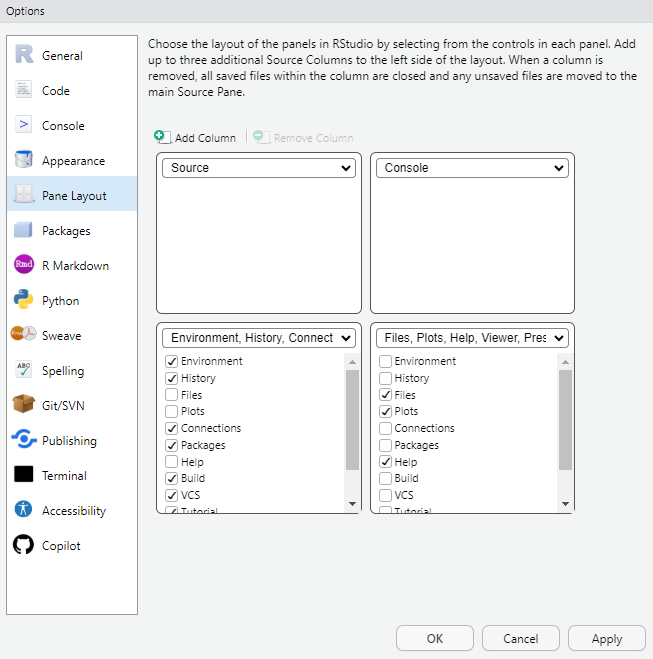 Options
General
Code
Console
Appearance
Pane Layout
Packages
R Markdown
Python
Sweave
Spelling
Git/SVN
Publishing
Terminal
Accessibility
Copilot
Choose the layout of the panels in RStudio by selecting from the controls in each panel. Add
up to three additional Source Columns to the left side of the layout. When a column is
removed, all saved files within the column are closed and any unsaved files are moved to the
main Source Pane.
Add Column
Remove Column
Source
Console
Environment, History, Connect
Environment
History
Files
Plots
Connections
Packages
Help
Build
VCS
Tutorial
Files, Plots, Help, Viewer, Pres
Environment
History
Files
Plots
Connections
Packages
Help
Build
VCS
Tutorial
OK
Cancel
Apply